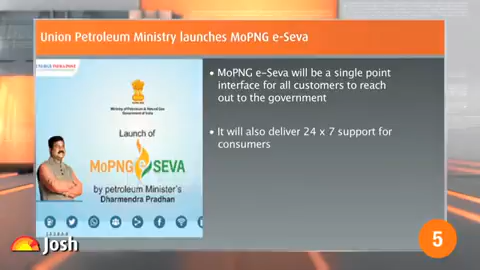 Union Petroleum Ministry launches MoPNG e-Seva
Ministry of Petroleum & Natural Gas
Government of India
Launch of
MoPNG e SEVA
by petroleum Minister's
Dharmendra Pradhan
• MoPNG e-Seva will be a single point
interface for all customers to reach
out to the government
• It will also deliver 24 x 7 support for
consumers
Josh
5